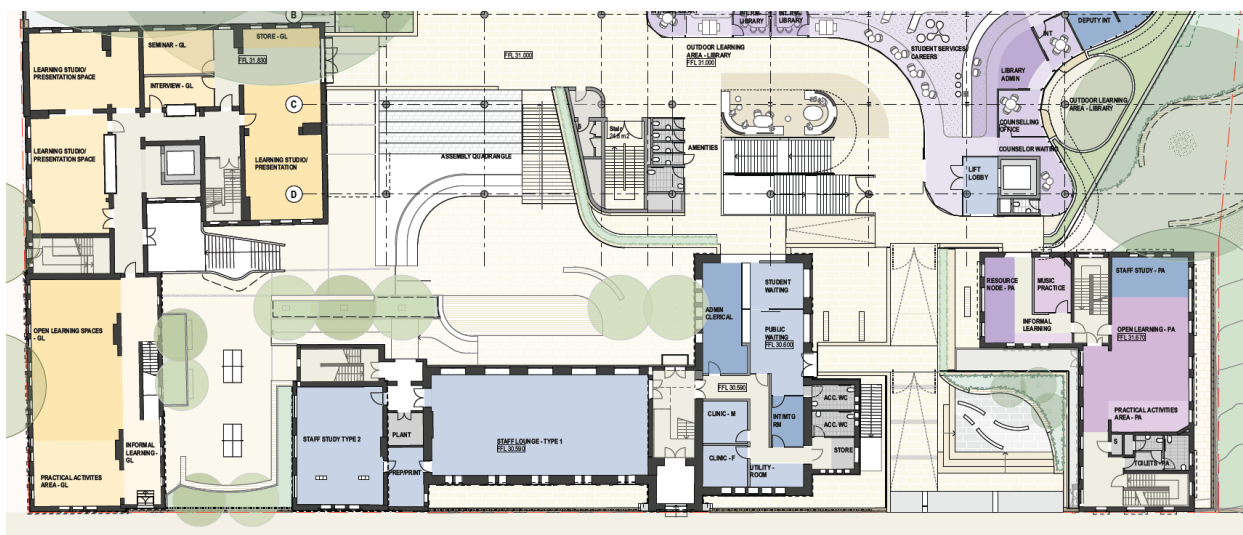 B
STORE - GL
SEMINAR - GL
FFL 31.830
LEARNING STUDIO/
PRESENTATION SPACE
INTERVIEW - GL
C
LEARNING STUDIO/
PRESENTATION SPACE
LEARNING STUDIO/
PRESENTATION
D
FFL 31.000
ASSEMBLY QUADRANGLE
Stair
24.8 m2
AMENITIES
LIBRARY
LIBRARY
OUTDOOR LEARNING
AREA - LIBRARY
FFL 31.000
STUDENT SERVICES/
CAREERS
INT
DEPUTY INT
LIBRARY
ADMIN
OUTDOOR LEARNING
AREA - LIBRARY
COUNSELLING
OFFICE
COUNSELOR WAITING
LIFT
LOBBY
OPEN LEARNING SPACES -
GL
INFORMAL
LEARNING -
GL
PRACTICAL ACTIVITES
AREA - GL
STAFF STUDY TYPE 2
PLANT
PREP/PRINT
STAFF LOUNGE - TYPE 1
FFL 30.590
ADMIN
CLERICAL
STUDENT
WAITING
PUBLIC
WAITING
FFL 30.600
FFL 30.590
CLINIC - M
CLINIC - F
INT/MTG
RM
ACC. WC
ACC. WC
STORE
UTILITY -
ROOM
RESOURCE
NODE - PA
MUSIC
PRACTICE
INFORMAL
LEARNING
STAFF STUDY - PA
OPEN LEARNING - PA
FFL 31.670
PRACTICAL ACTIVITIES
AREA - PA
S
TOILETS - PA